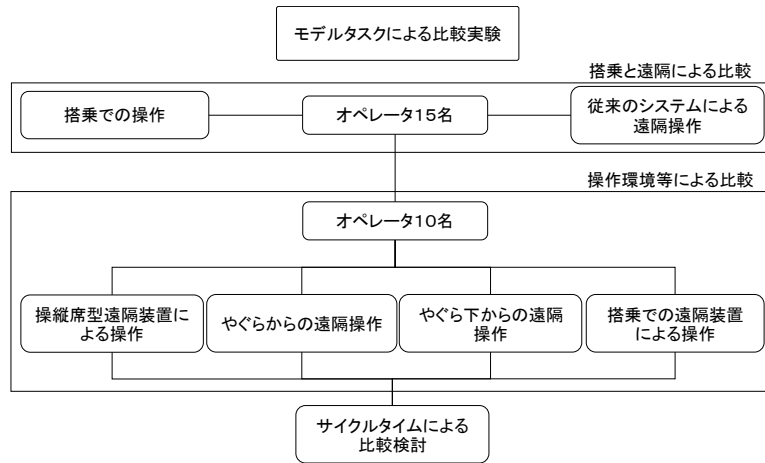 モデルタスクによる比較実験
搭乗と遠隔による比較
搭乗での操作
オペレータ15名
従来のシステムによる
遠隔操作
操作環境等による比較
オペレータ10名
操縦席型遠隔装置に
よる操作
やぐらからの遠隔操作
やぐら下からの遠隔
操作
搭乗での遠隔装置
による操作
サイクルタイムによる
比較検討